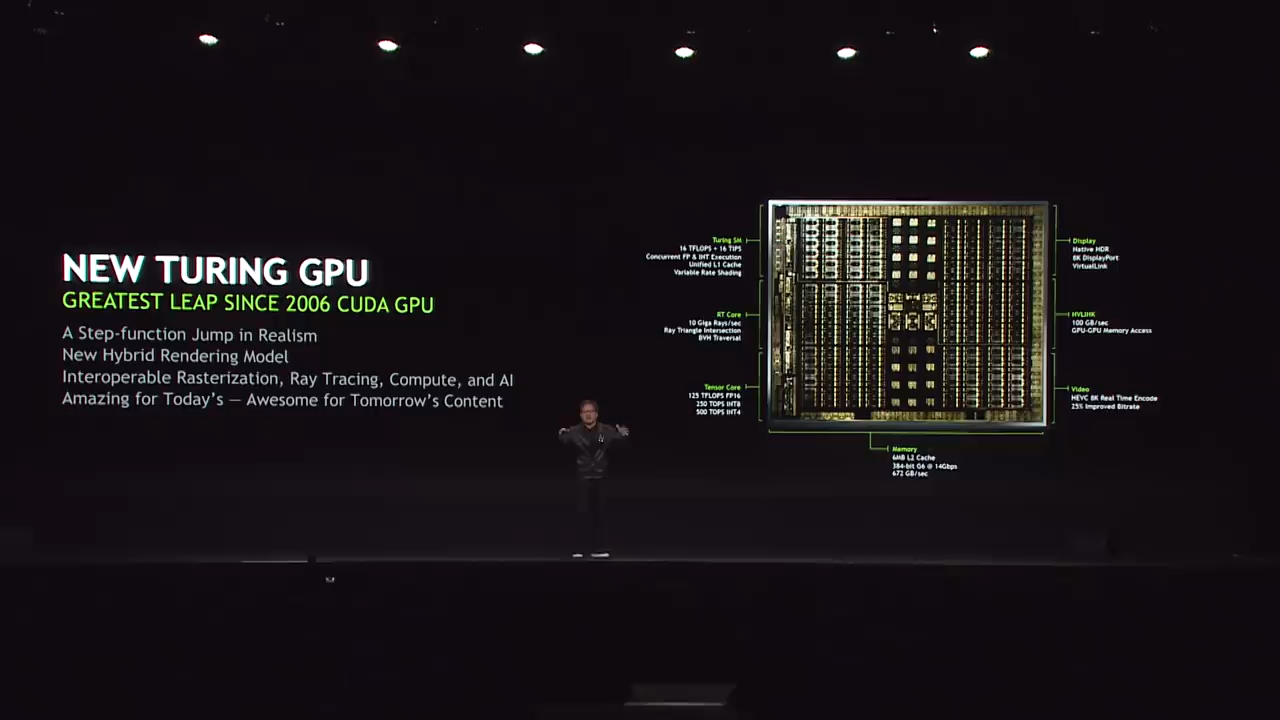 NEW TURING GPU
GREATEST LEAP SINCE 2006 CUDA GPU
A Step-function Jump in Realism
New Hybrid Rendering Model
Interoperable Rasterization, Ray Tracing, Compute, and AI
Amazing for Today's — Awesome for Tomorrow's Content
Turing SM
16 TFLOPS + 16 TIPS
Concurrent FP & INT Execution
Unified L1 Cache
Variable Rate Shading
RT Core
10 Giga Rays/sec
Ray Triangle Intersection
BVH Traversal
Tensor Core
125 TFLOPS FP16
250 TOPS INT8
500 TOPS INT4
Display
Native HDR
8K DisplayPort
VirtualLink
NVLINK
100 GB/sec
GPU-GPU Memory Access
Video
HEVC 8K Real Time Encode
25% Improved Bitrate
Memory
6MB L2 Cache
384-bit G6 @ 14Gbps
672 GB/sec